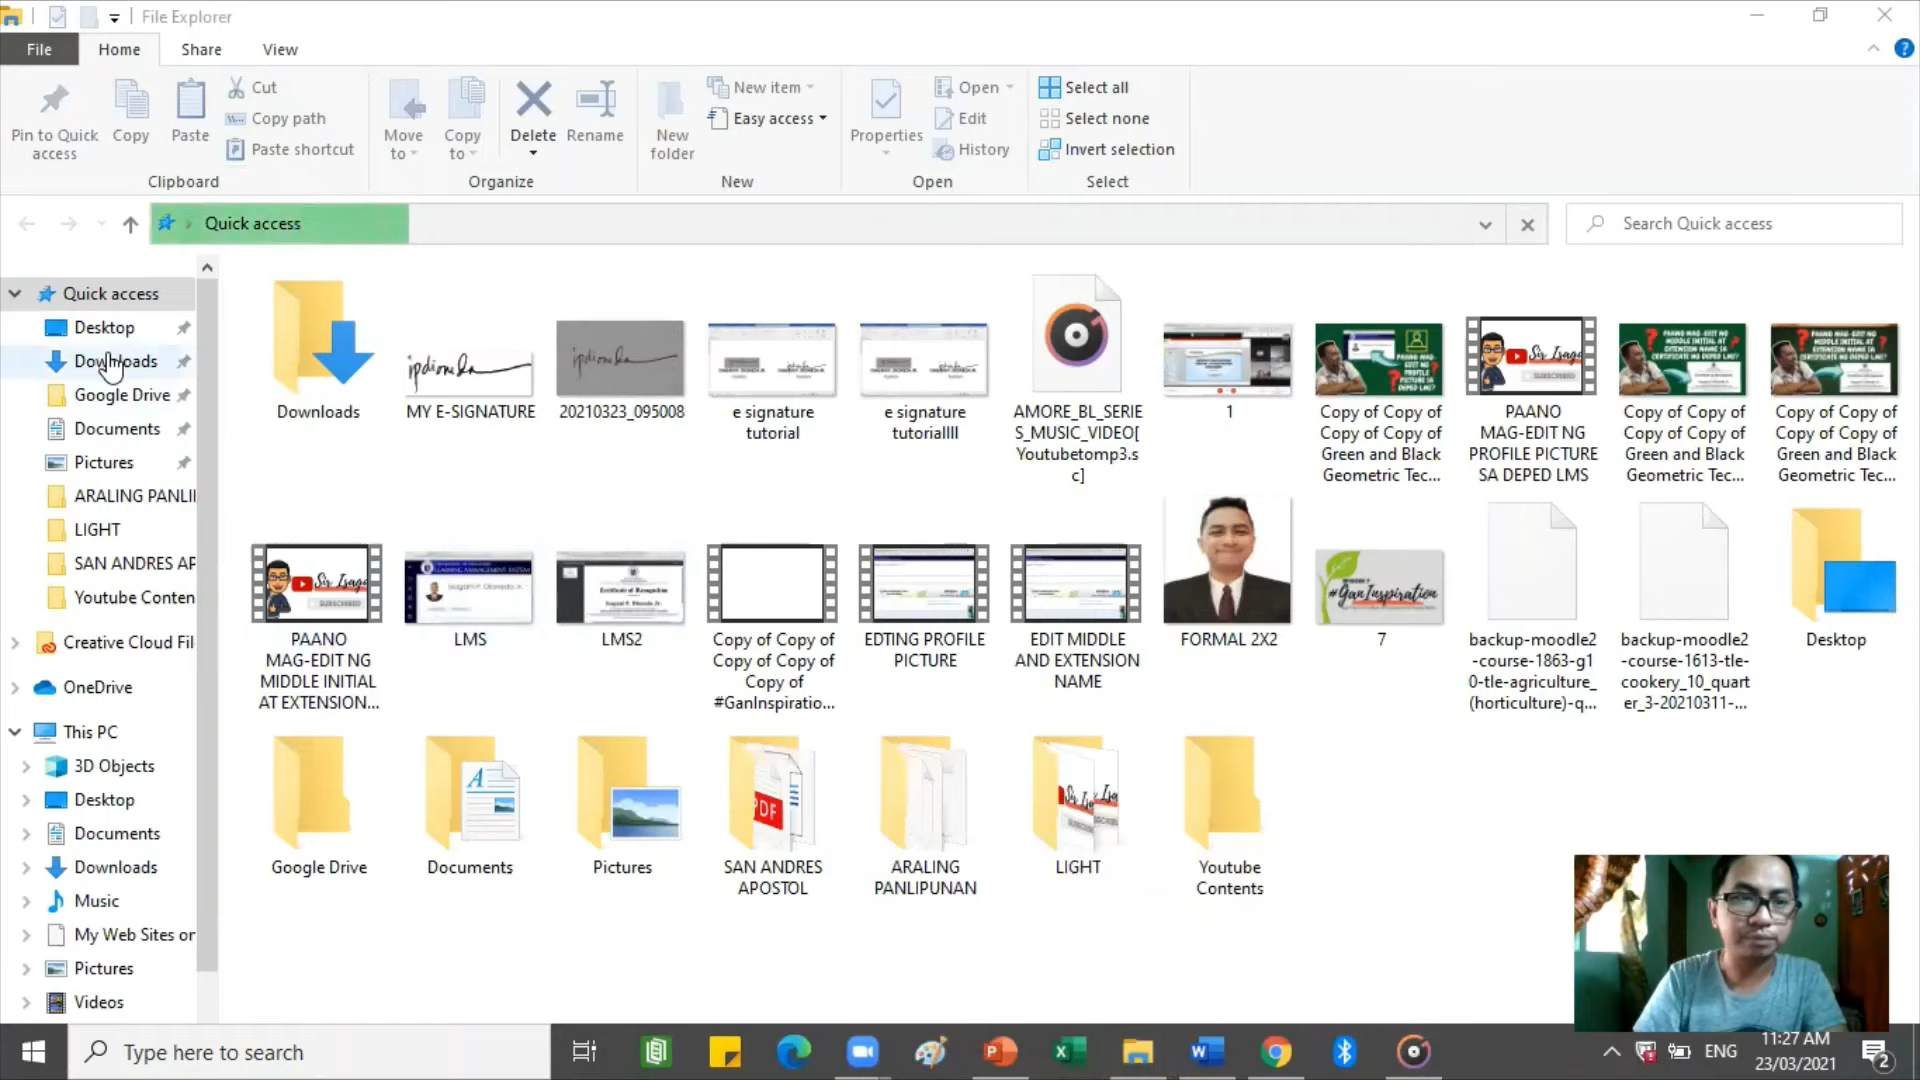 File Explorer
File Home Share View
Pin to Quick access
Copy
Paste
Cut
Copy path
Paste shortcut
Clipboard
Move to
Copy to
Delete
Rename
Organize
New folder
New item
Easy access
New
Properties
Open
Edit
History
Open
Select all
Select none
Invert selection
Select
Quick access
Search Quick access
Quick access
Desktop
Downloads
Google Drive
Documents
Pictures
ARALING PANLI
LIGHT
SAN ANDRES AP
Youtube Conten
Creative Cloud Fil
OneDrive
This PC
3D Objects
Desktop
Documents
Downloads
Music
My Web Sites or
Pictures
Videos
Downloads
MY E-SIGNATURE
20210323_095008
e signature
tutorial
e signature
tutorialIII
AMORE_BL_SERIE
S_MUSIC_VIDEO[
Youtubetomp3.s
c]
1
Copy of Copy of
Copy of Copy of
Green and Black
Geometric Tec...
PAANO
MAG-EDIT NG
PROFILE PICTURE
SA DEPED LMS
Copy of Copy of
Copy of Copy of
Green and Black
Geometric Tec...
Copy of Copy of
Copy of Copy of
Green and Black
Geometric Tec...
PAANO
MAG-EDIT NG
MIDDLE INITIAL
AT EXTENSION...
LMS
LMS2
Copy of Copy of
Copy of Copy of
Copy of
#GanInspiratio...
EDTING PROFILE
PICTURE
EDIT MIDDLE
AND EXTENSION
NAME
FORMAL 2X2
#GanInspiration
7
backup-moodle2
-course-1863-g1
0-tle-agriculture_
(horticulture)-q...
backup-moodle2
-course-1613-tle-
cookery_10_quart
er_3-20210311-...
Desktop
Google Drive
Documents
Pictures
PDF
SAN ANDRES
APOSTOL
ARALING
PANLIPUNAN
LIGHT
Youtube
Contents
Type here to search
ENG
11:27 AM
23/03/2021
2